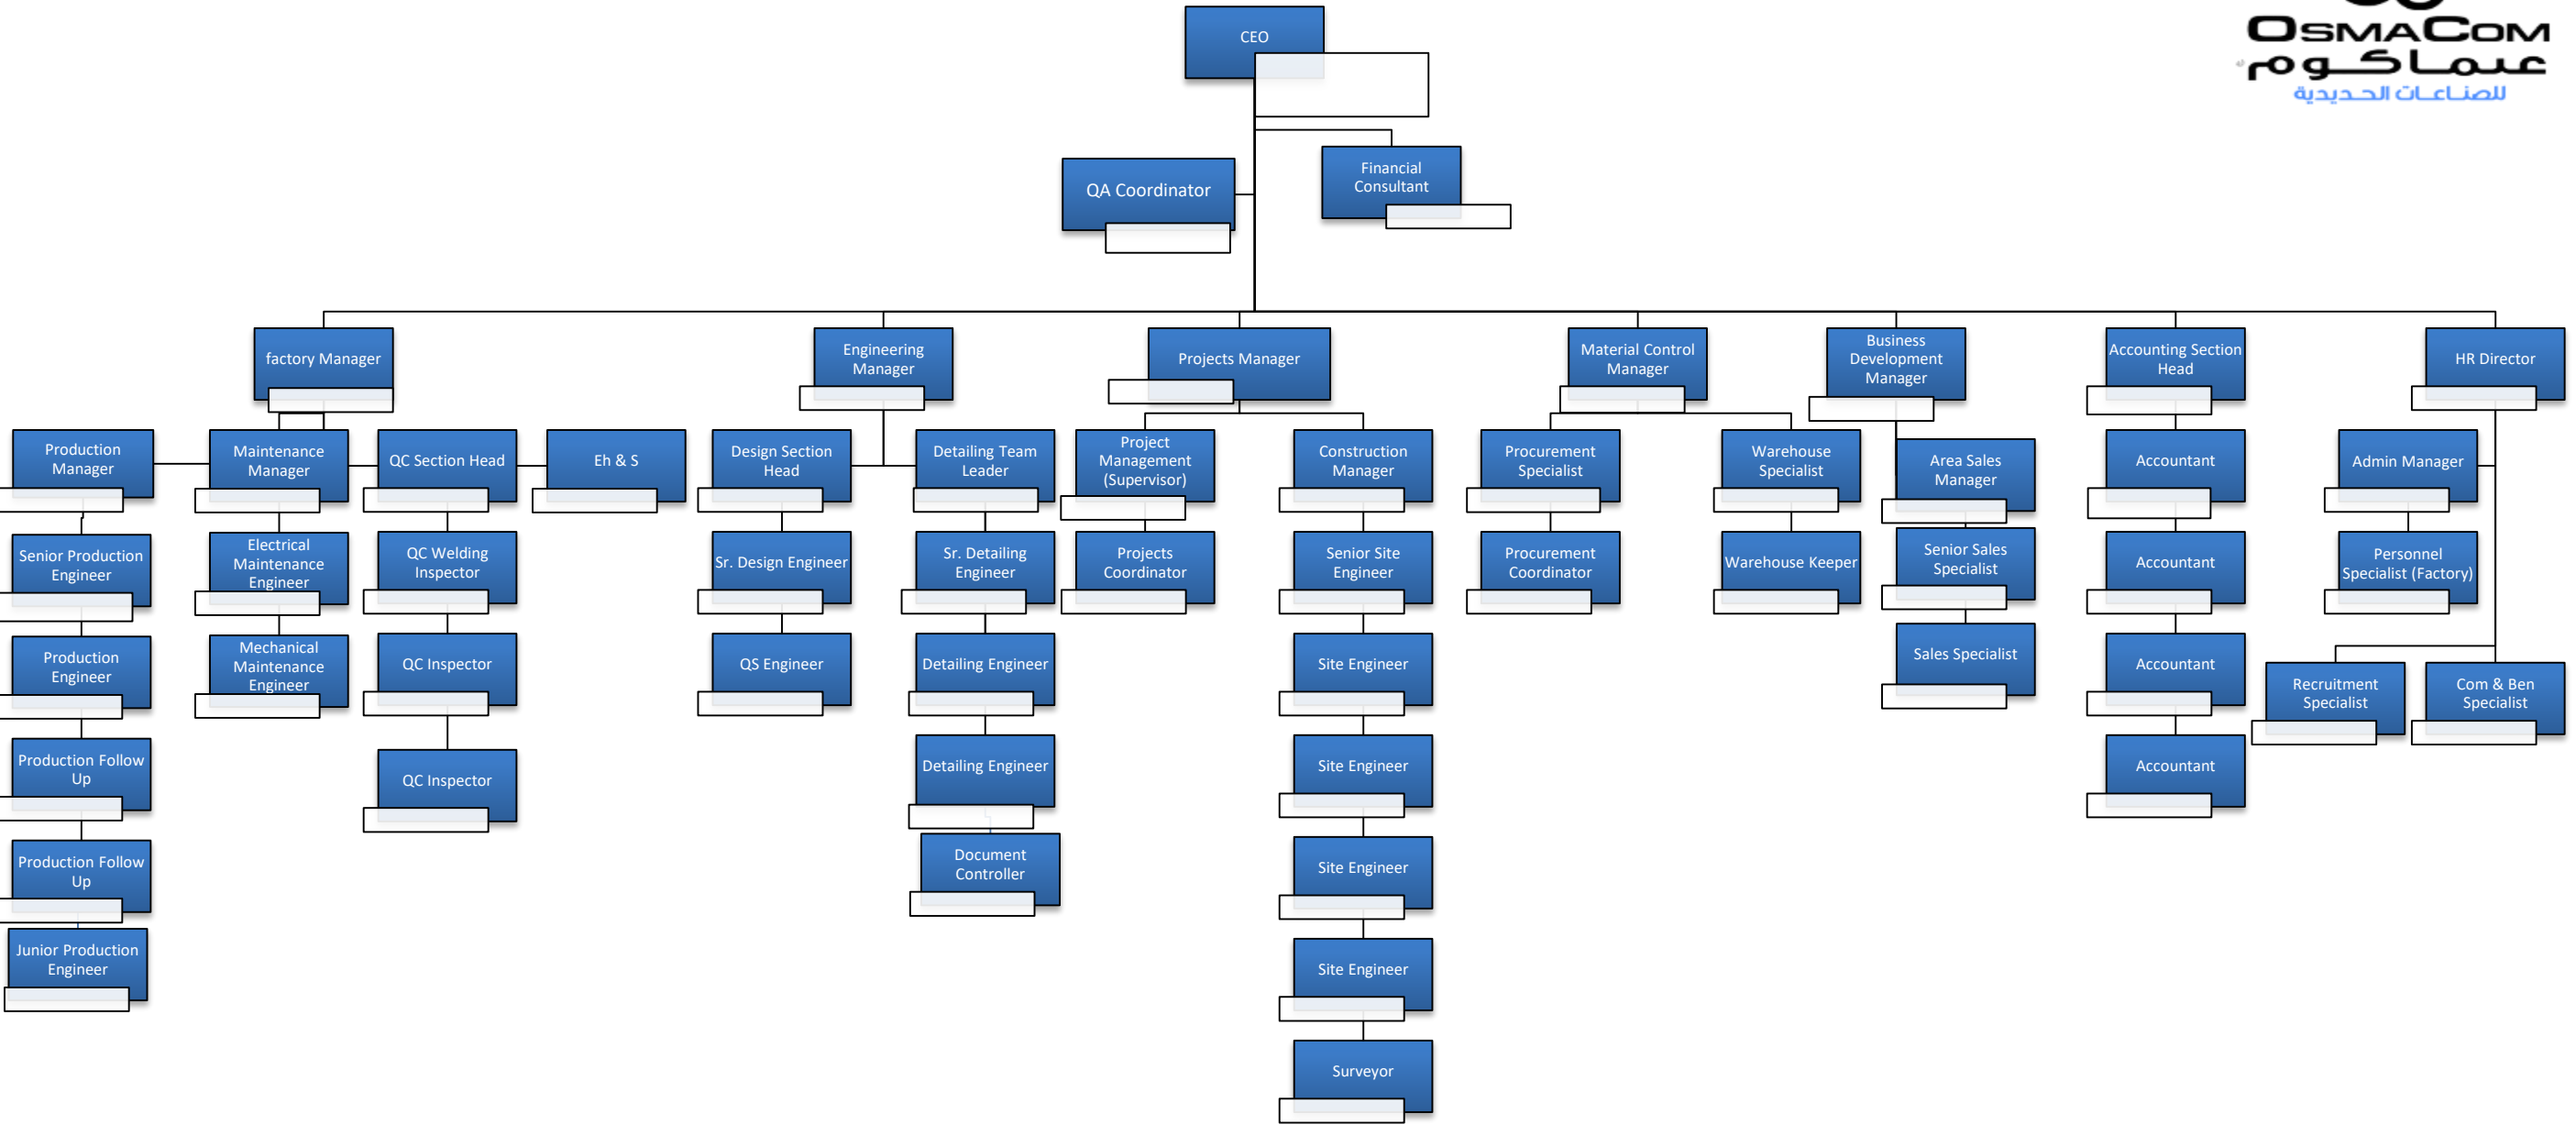 CEO
OSMACOM
عىماكوم
للصناعات الحديدية
QA Coordinator
Financial
Consultant
factory Manager
Engineering
Manager
Projects Manager
Material Control
Manager
Business
Development
Manager
Accounting Section
Head
HR Director
Production
Manager
Maintenance
Manager
QC Section Head
Eh & S
Design Section
Head
Detailing Team
Leader
Project
Management
(Supervisor)
Construction
Manager
Procurement
Specialist
Warehouse
Specialist
Area Sales
Manager
Accountant
Admin Manager
Senior Production
Engineer
Electrical
Maintenance
Engineer
QC Welding
Inspector
Sr. Design Engineer
Sr. Detailing
Engineer
Projects
Coordinator
Senior Site
Engineer
Procurement
Coordinator
Warehouse Keeper
Senior Sales
Specialist
Accountant
Personnel
Specialist (Factory)
Production
Engineer
Mechanical
Maintenance
Engineer
QC Inspector
QS Engineer
Detailing Engineer
Site Engineer
Sales Specialist
Accountant
Recruitment
Specialist
Com & Ben
Specialist
Production Follow
Up
QC Inspector
Detailing Engineer
Site Engineer
Accountant
Production Follow
Up
Document
Controller
Site Engineer
Junior Production
Engineer
Site Engineer
Surveyor